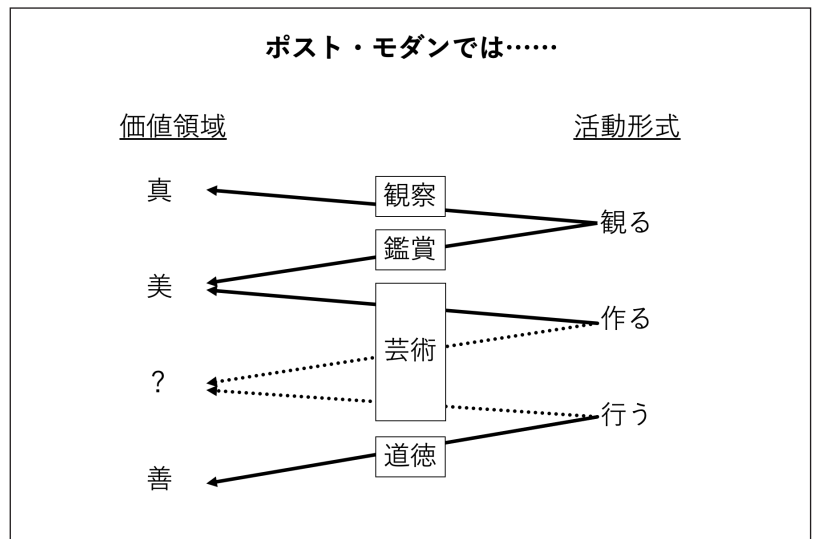 ポスト・モダンでは……
価値領域
活動形式
真
観察
観る
鑑賞
美
作る
芸術
?
行う
道徳
善